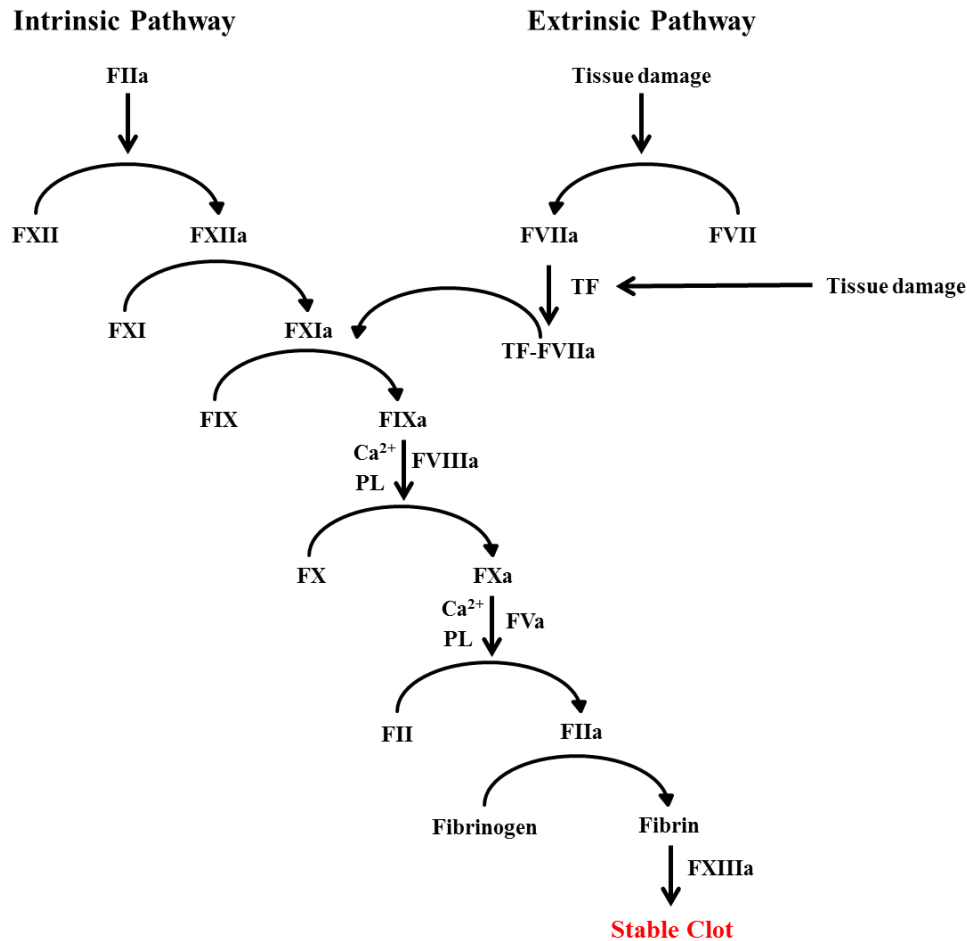 Intrinsic Pathway
Extrinsic Pathway
FIIa
Tissue damage
FXII
FXIIa
FVIIa
FVII
TF
Tissue damage
FXI
FXIa
TF-FVIIa
FIX
FIXa
Ca²⁺
FVIIIa
PL
FX
FXa
Ca²⁺
FVa
PL
FII
FIIa
Fibrinogen
Fibrin
FXIIIa
Stable Clot